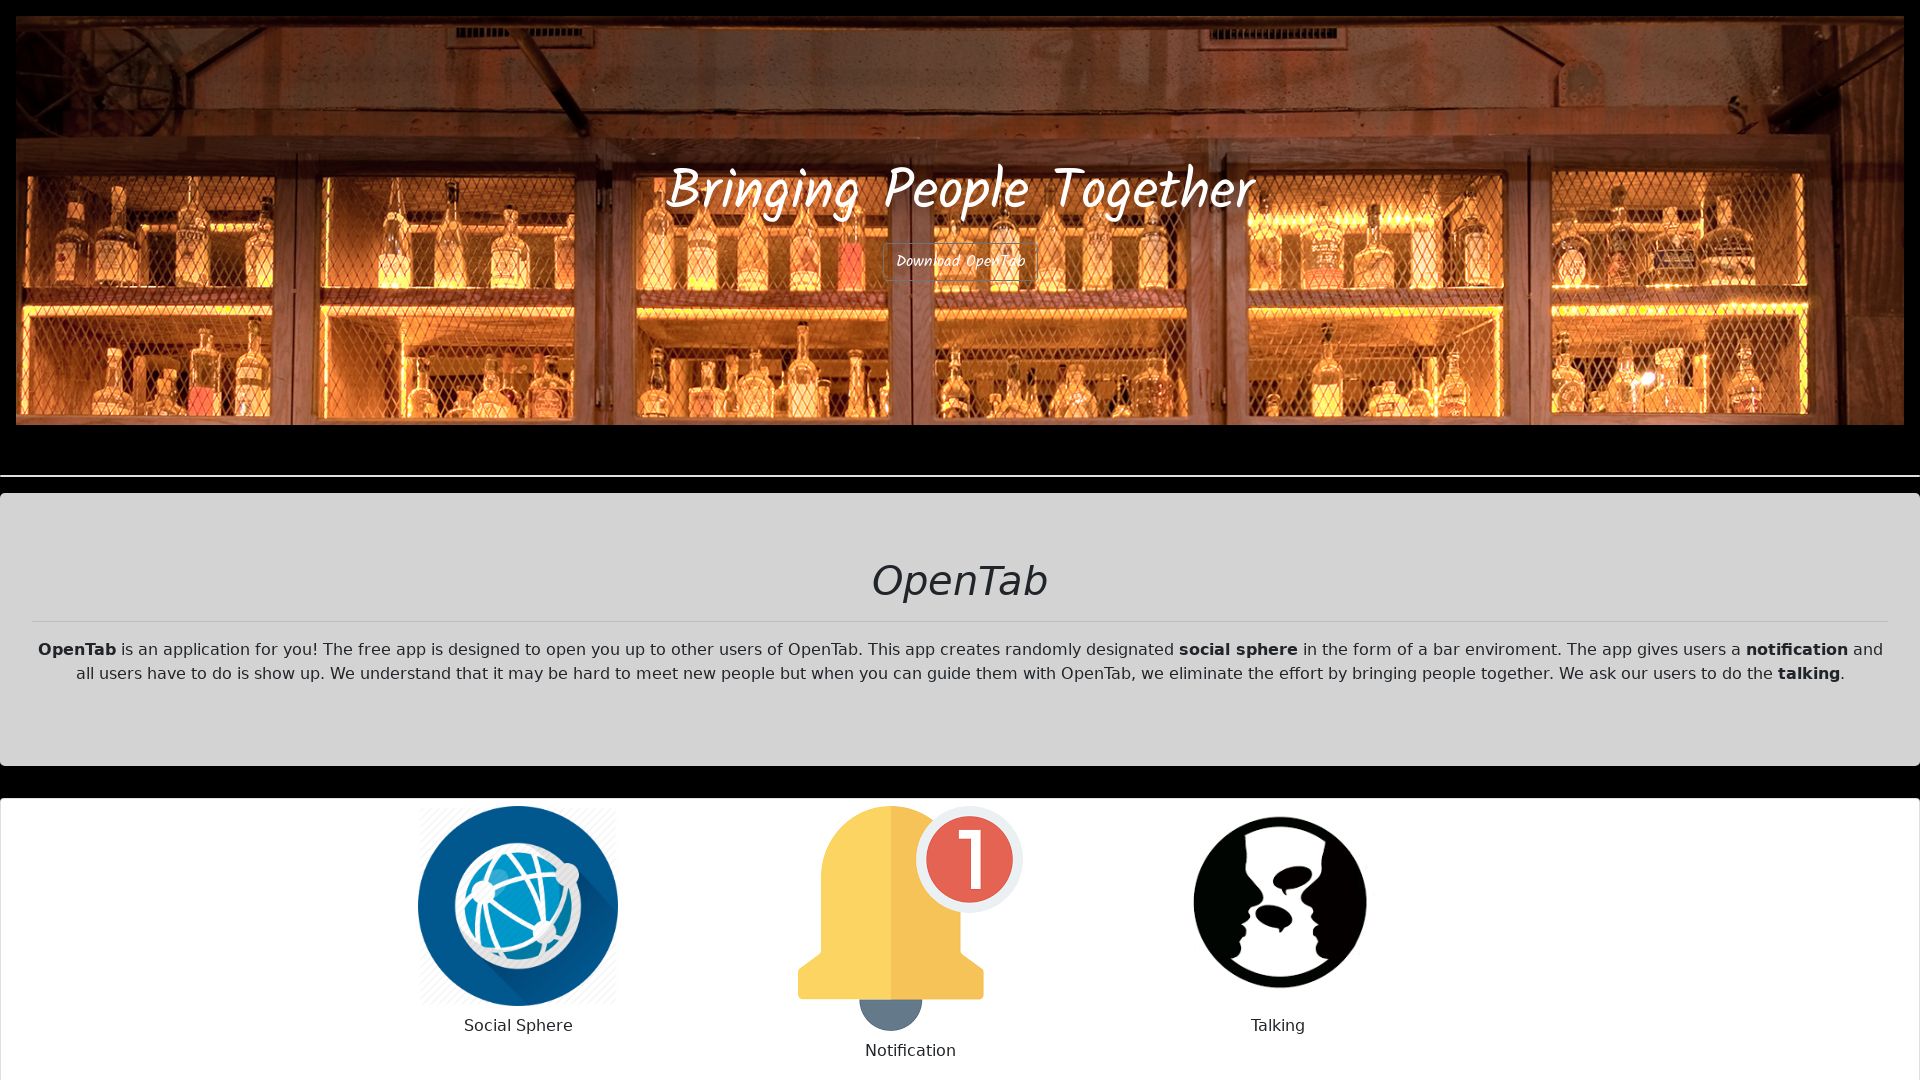 Bringing People Together
Download OpenTab
OpenTab
OpenTab is an application for you! The free app is designed to open you up to other users of OpenTab. This app creates randomly designated social sphere in the form of a bar enviroment. The app gives users a notification and
all users have to do is show up. We understand that it may be hard to meet new people but when you can guide them with OpenTab, we eliminate the effort by bringing people together. We ask our users to do the talking.
1
Social Sphere
Talking
Notification